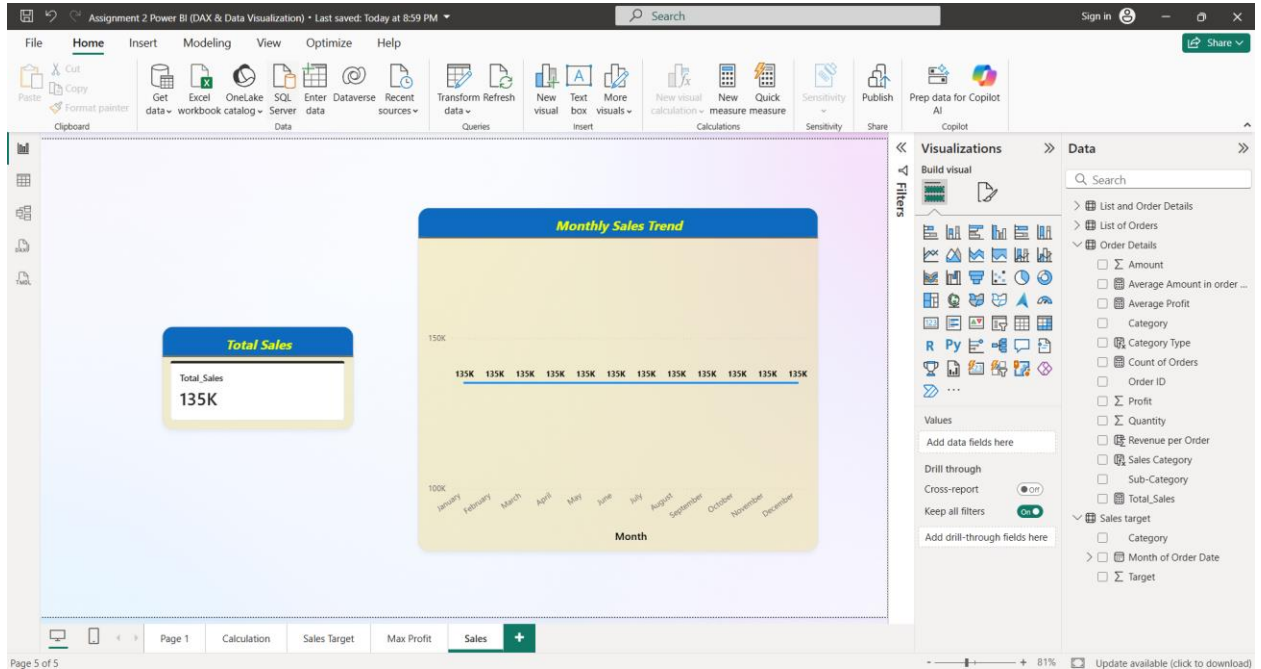 Assignment 2 Power BI (DAX & Data Visualization) • Last saved: Today at 8:59 PM
Search
Sign in
File Home Insert Modeling View Optimize Help
Share
Paste
Cut
Copy
Format painter
Get data
Excel workbook
OneLake catalog
SQL Server
Enter data
Dataverse
Recent sources
Transform data
Refresh
New visual
Text box
More visuals
New visual calculation
New measure
Quick measure
Sensitivity
Publish
Prep data for AI
Copilot
Clipboard
Data
Queries
Insert
Calculations
Sensitivity
Share
Copilot
Total Sales
Total_Sales
135K
Monthly Sales Trend
150K
135K 135K 135K 135K 135K 135K 135K 135K 135K 135K 135K 135K
100K
January February March April May June July August September October November December
Month
Filters
Visualizations
Build visual
123
R Py
Values
Add data fields here
Drill through
Cross-report
Off
Keep all filters
On
Add drill-through fields here
Data
Search
List and Order Details
List of Orders
Order Details
Amount
Average Amount in order ...
Average Profit
Category
Category Type
Count of Orders
Order ID
Profit
Quantity
Revenue per Order
Sales Category
Sub-Category
Total_Sales
Sales target
Category
Month of Order Date
Target
Page 1 Calculation Sales Target Max Profit Sales
Page 5 of 5
81%
Update available (click to download)